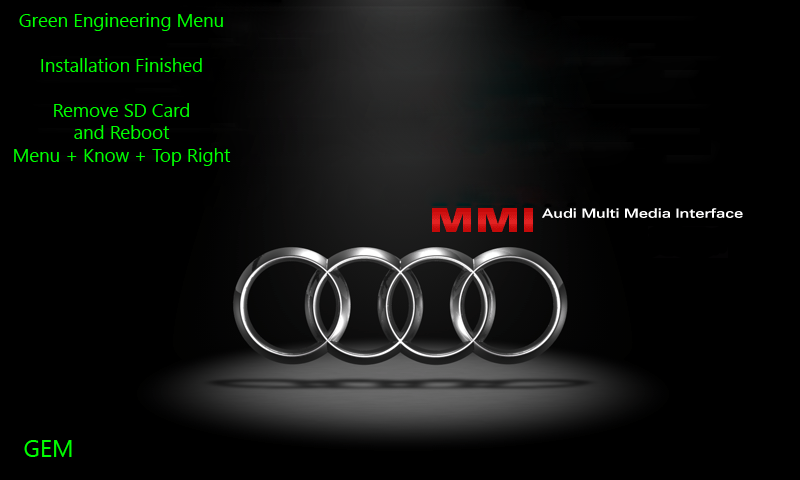 Green Engineering Menu
Installation Finished
Remove SD Card
and Reboot
Menu + Know + Top Right
MMI Audi Multi Media Interface
GEM